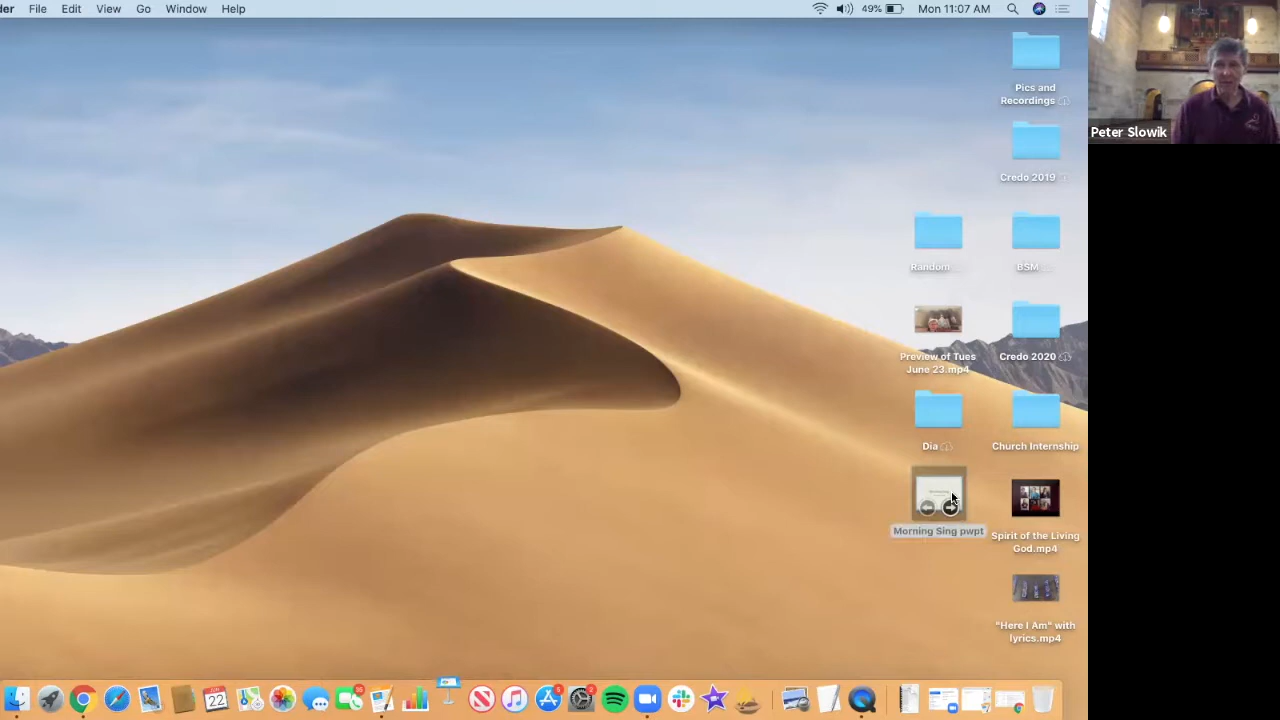 der File Edit View Go Window Help 49% Mon 11:07 AM
Pics and
Recordings
Peter Slowik
Credo 2019
Random ...
BSM ...
Preview of Tues
June 23.mp4
Credo 2020
Dia
Church Internship
Morning Sing pwpt
Spirit of the Living
God.mp4
"Here I Am" with
lyrics.mp4
22